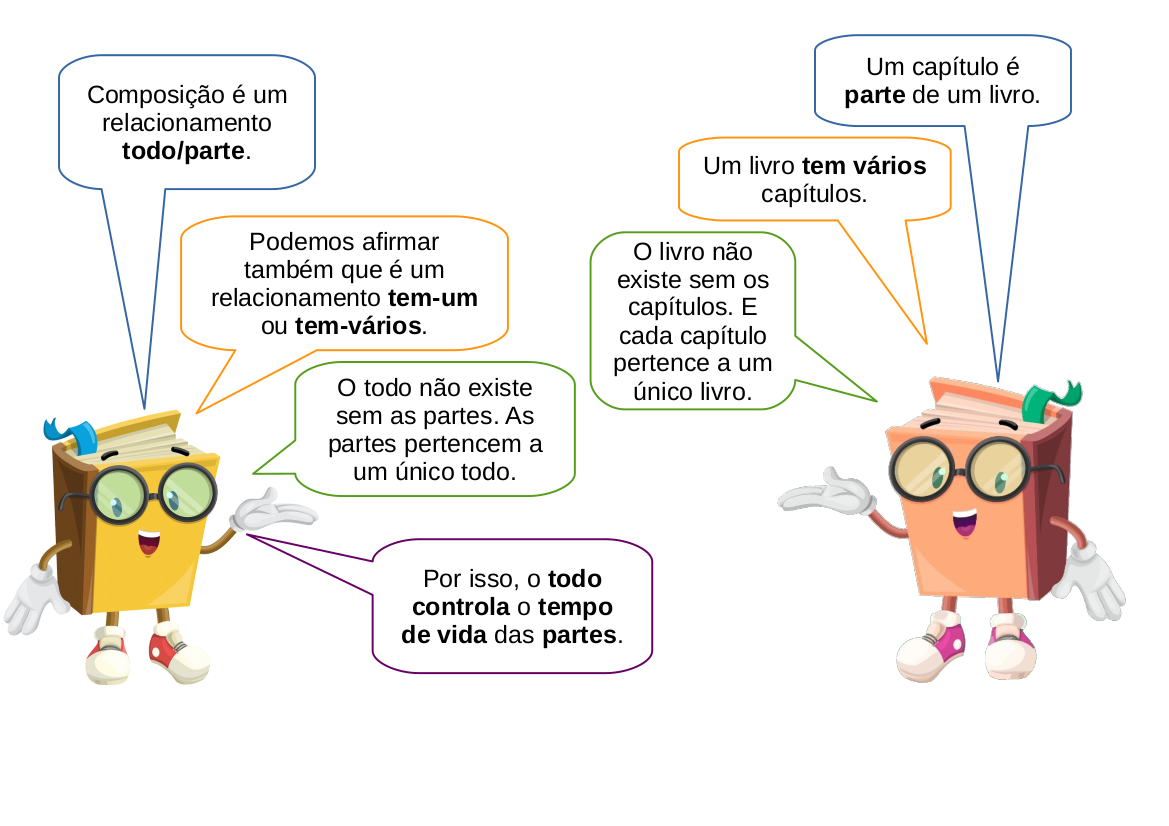 Composição é um
relacionamento
todo/parte.
Podemos afirmar
também que é um
relacionamento tem-um
ou tem-vários.
O todo não existe
sem as partes. As
partes pertencem a
um único todo.
Por isso, o todo
controla o tempo
de vida das partes.
Um capítulo é
parte de um livro.
Um livro tem vários
capítulos.
O livro não
existe sem os
capítulos. E
cada capítulo
pertence a um
único livro.